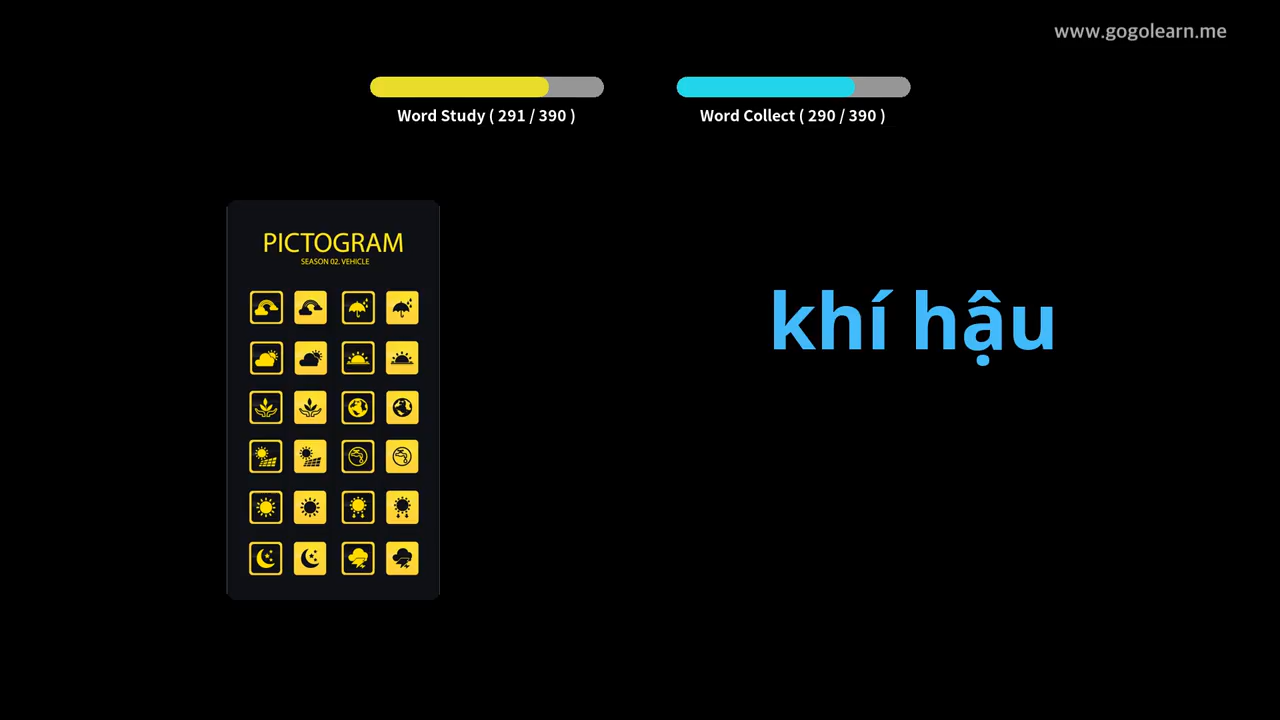 www.gogolearn.me
Word Study ( 291 / 390 )
Word Collect ( 290 / 390 )
PICTOGRAM
SEASON 02. VEHICLE
khí hậu